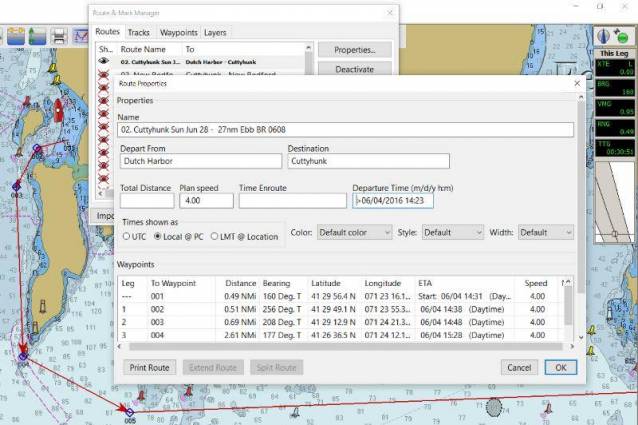 Route & Mark Manager
Routes Tracks Waypoints Layers
Sh... Route Name To
02. Cuttyhunk Sun J... Dutch Harbor - Cuttyhunk
Properties...
Deactivate
Route Properties
Properties
Name
02. Cuttyhunk Sun Jun 28 - 27nm Ebb BR 0608
Depart From Destination
Dutch Harbor Cuttyhunk
Total Distance Plan speed Time Enroute Departure Time (m/d/y h:m)
4.00 >06/04/2016 14:23
Times shown as
UTC Local @ PC LMT @ Location Color: Default color Style: Default Width: Default
Waypoints
Leg To Waypoint Distance Bearing Latitude Longitude ETA Speed
--- 001 0.49 NMi 160 Deg. T 41 29 56.4 N 071 23 16.1... Start: 06/04 14:31 (Day... 4.00
1 002 0.51 NMi 256 Deg. T 41 29 49.1 N 071 23 55.3... 06/04 14:38 (Daytime) 4.00
2 003 0.69 NMi 208 Deg. T 41 29 12.9 N 071 24 21.3... 06/04 14:48 (Daytime) 4.00
3 004 2.61 NMi 177 Deg. T 41 26 36.5 N 071 24 12.1... 06/04 15:28 (Daytime) 4.00
Print Route Extend Route Split Route Cancel OK
This Leg
XTE L
0.00
BRG
160
VMG
0.95
RNG
0.49
TTG
00:30:51
002
003
004
005